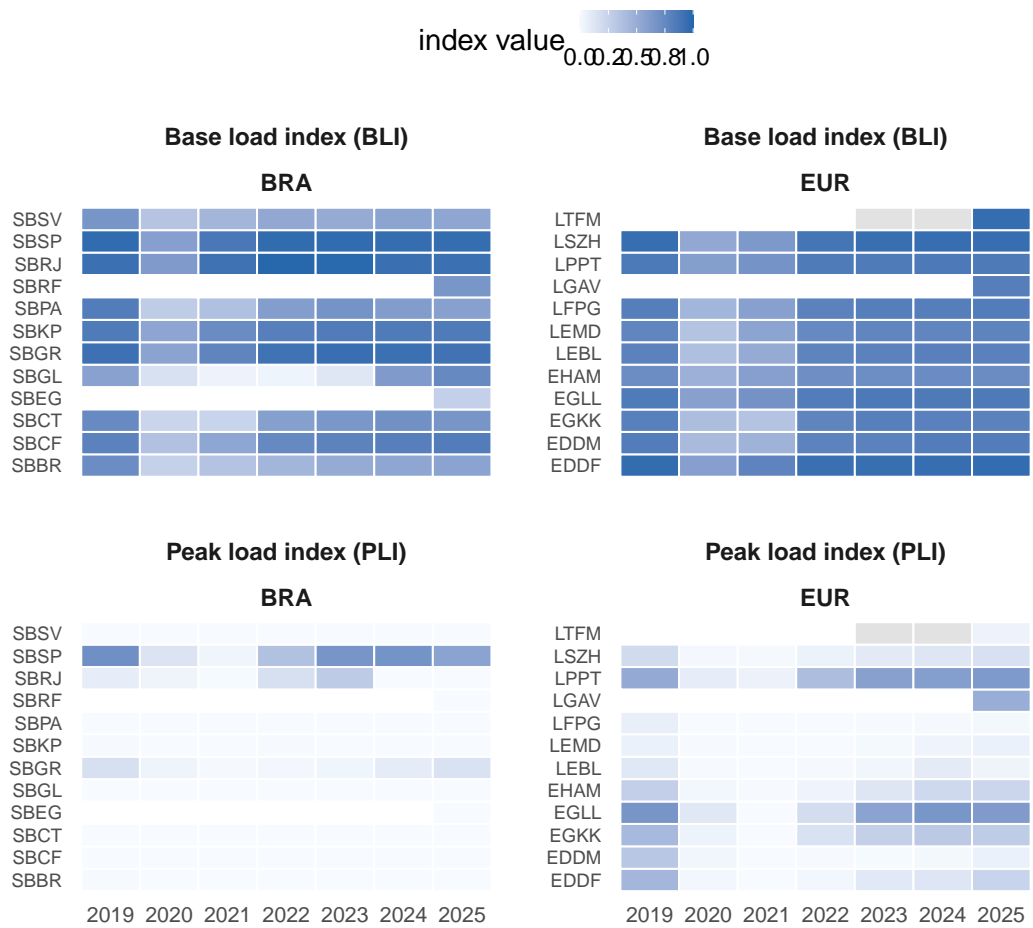 index value
0.0 0.2 0.5 0.8 1.0
Base load index (BLI)
BRA
SBSV
SBSP
SBRJ
SBRF
SBPA
SBKP
SBGR
SBGL
SBEG
SBCT
SBCF
SBBR
Base load index (BLI)
EUR
LTFM
LSZH
LPPT
LGAV
LFPG
LEMD
LEBL
EHAM
EGLL
EGKK
EDDM
EDDF
Peak load index (PLI)
BRA
SBSV
SBSP
SBRJ
SBRF
SBPA
SBKP
SBGR
SBGL
SBEG
SBCT
SBCF
SBBR
2019 2020 2021 2022 2023 2024 2025
Peak load index (PLI)
EUR
LTFM
LSZH
LPPT
LGAV
LFPG
LEMD
LEBL
EHAM
EGLL
EGKK
EDDM
EDDF
2019 2020 2021 2022 2023 2024 2025